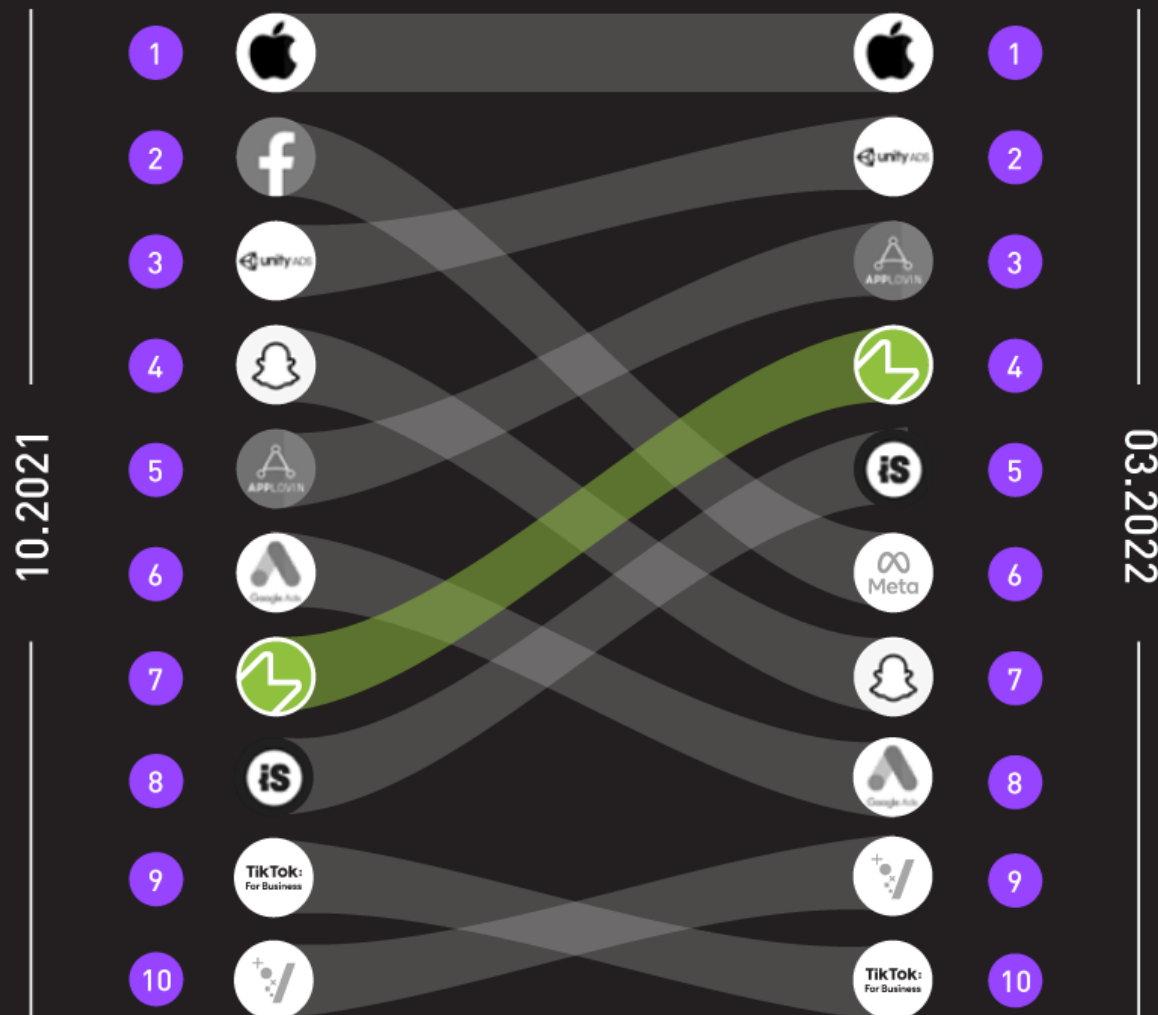 1
1
2
unity ADS
2
3
unity ADS
APPLOVIN
3
4
4
10.2021
5
APPLOVIN
iS
5
03.2022
6
Google Ads
Meta
6
7
7
8
iS
Google Ads
8
9
TikTok:
For Business
9
10
TikTok:
For Business
10